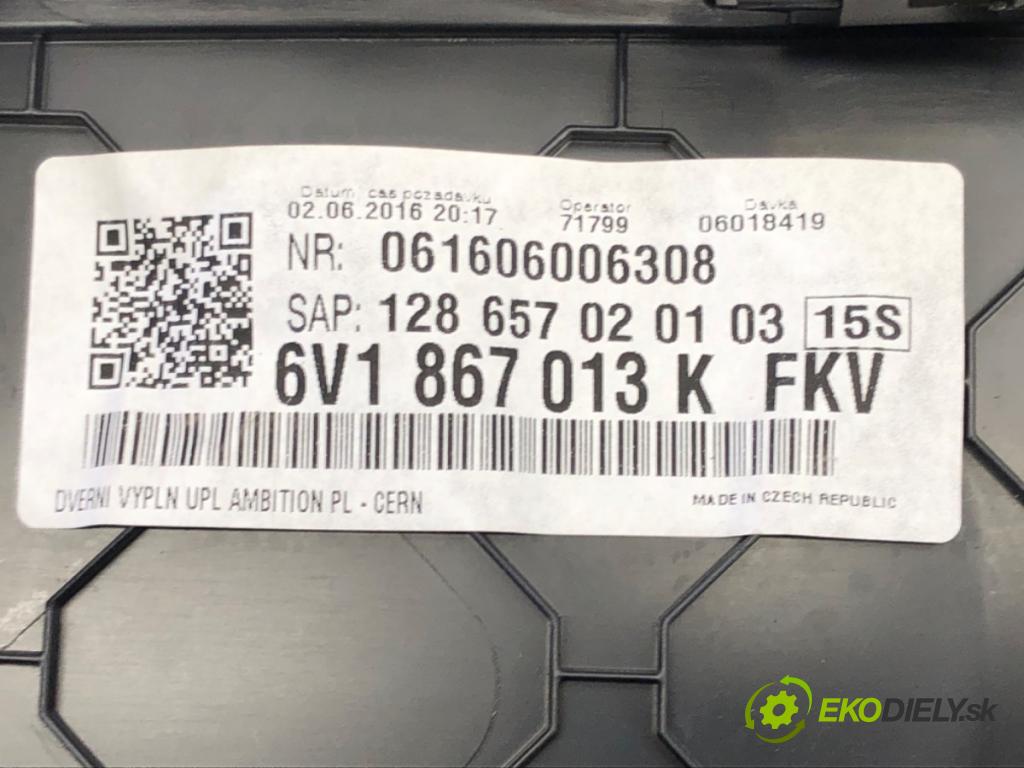 Datum cas pozadavku Operator Davka
02.06.2016 20:17 71799 06018419
NR: 061606006308
SAP: 128 657 02 01 03 15S
6V1 867 013 K FKV
DVERNI VYPLN UPL AMBITION PL - CERN MADE IN CZECH REPUBLIC
EKODIELY.sk